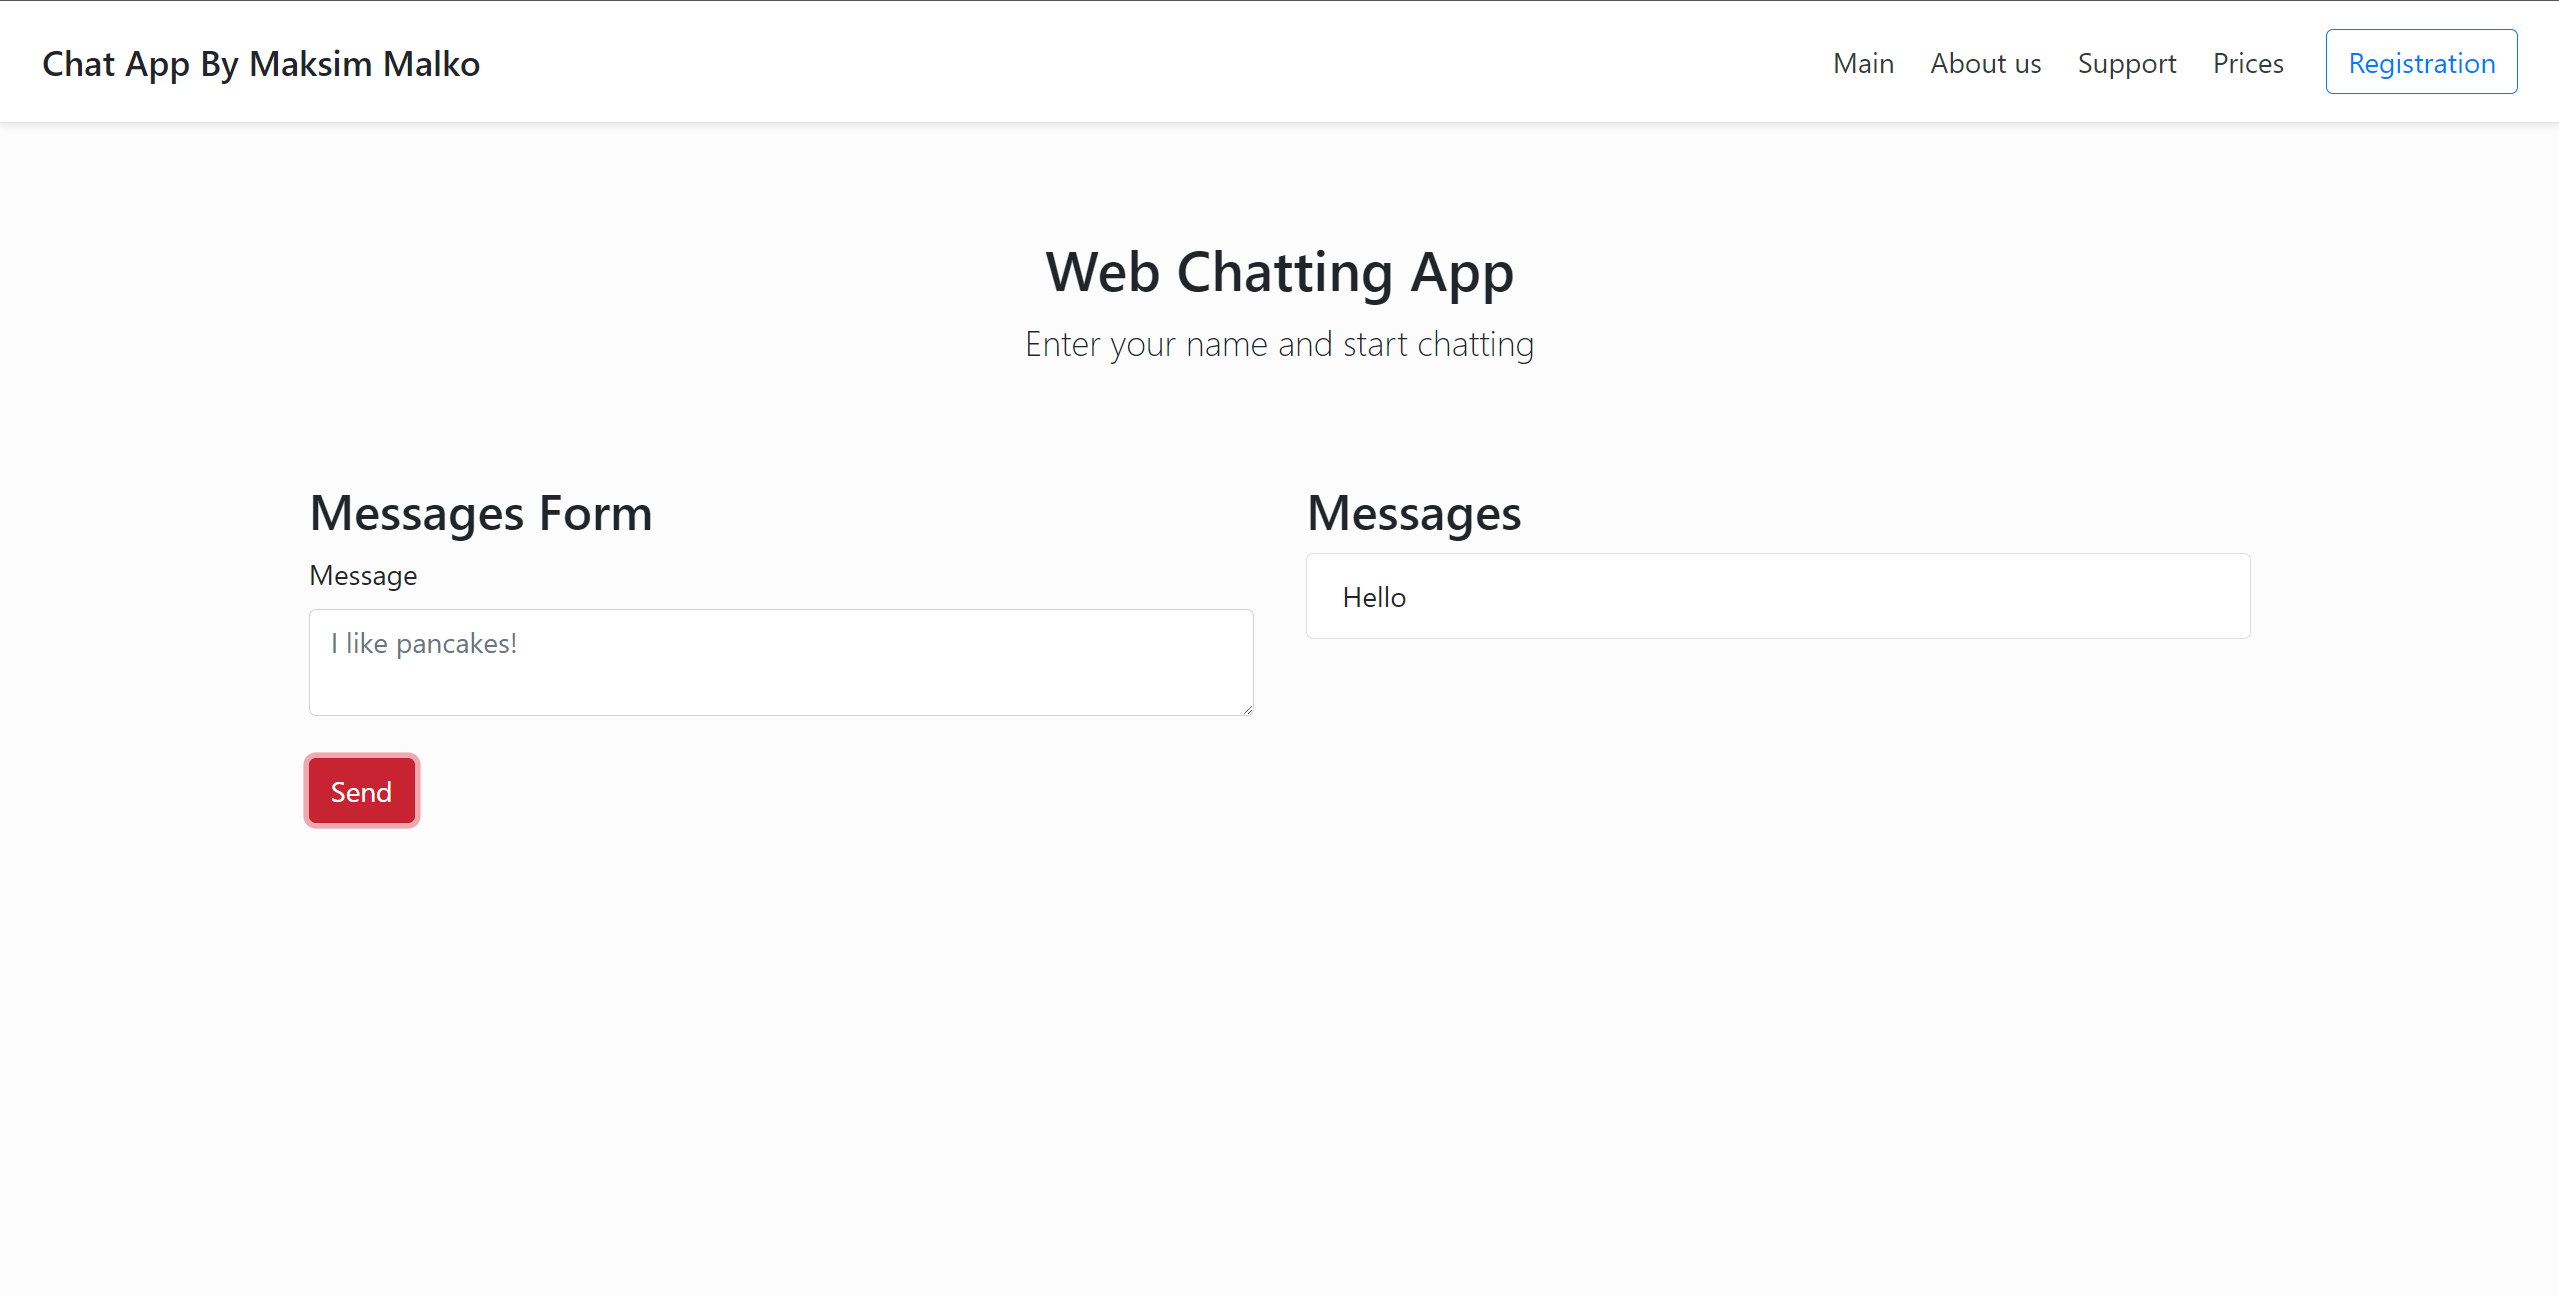 Chat App By Maksim Malko
Main About us Support Prices Registration
Web Chatting App
Enter your name and start chatting
Messages Form
Message
I like pancakes!
Send
Messages
Hello